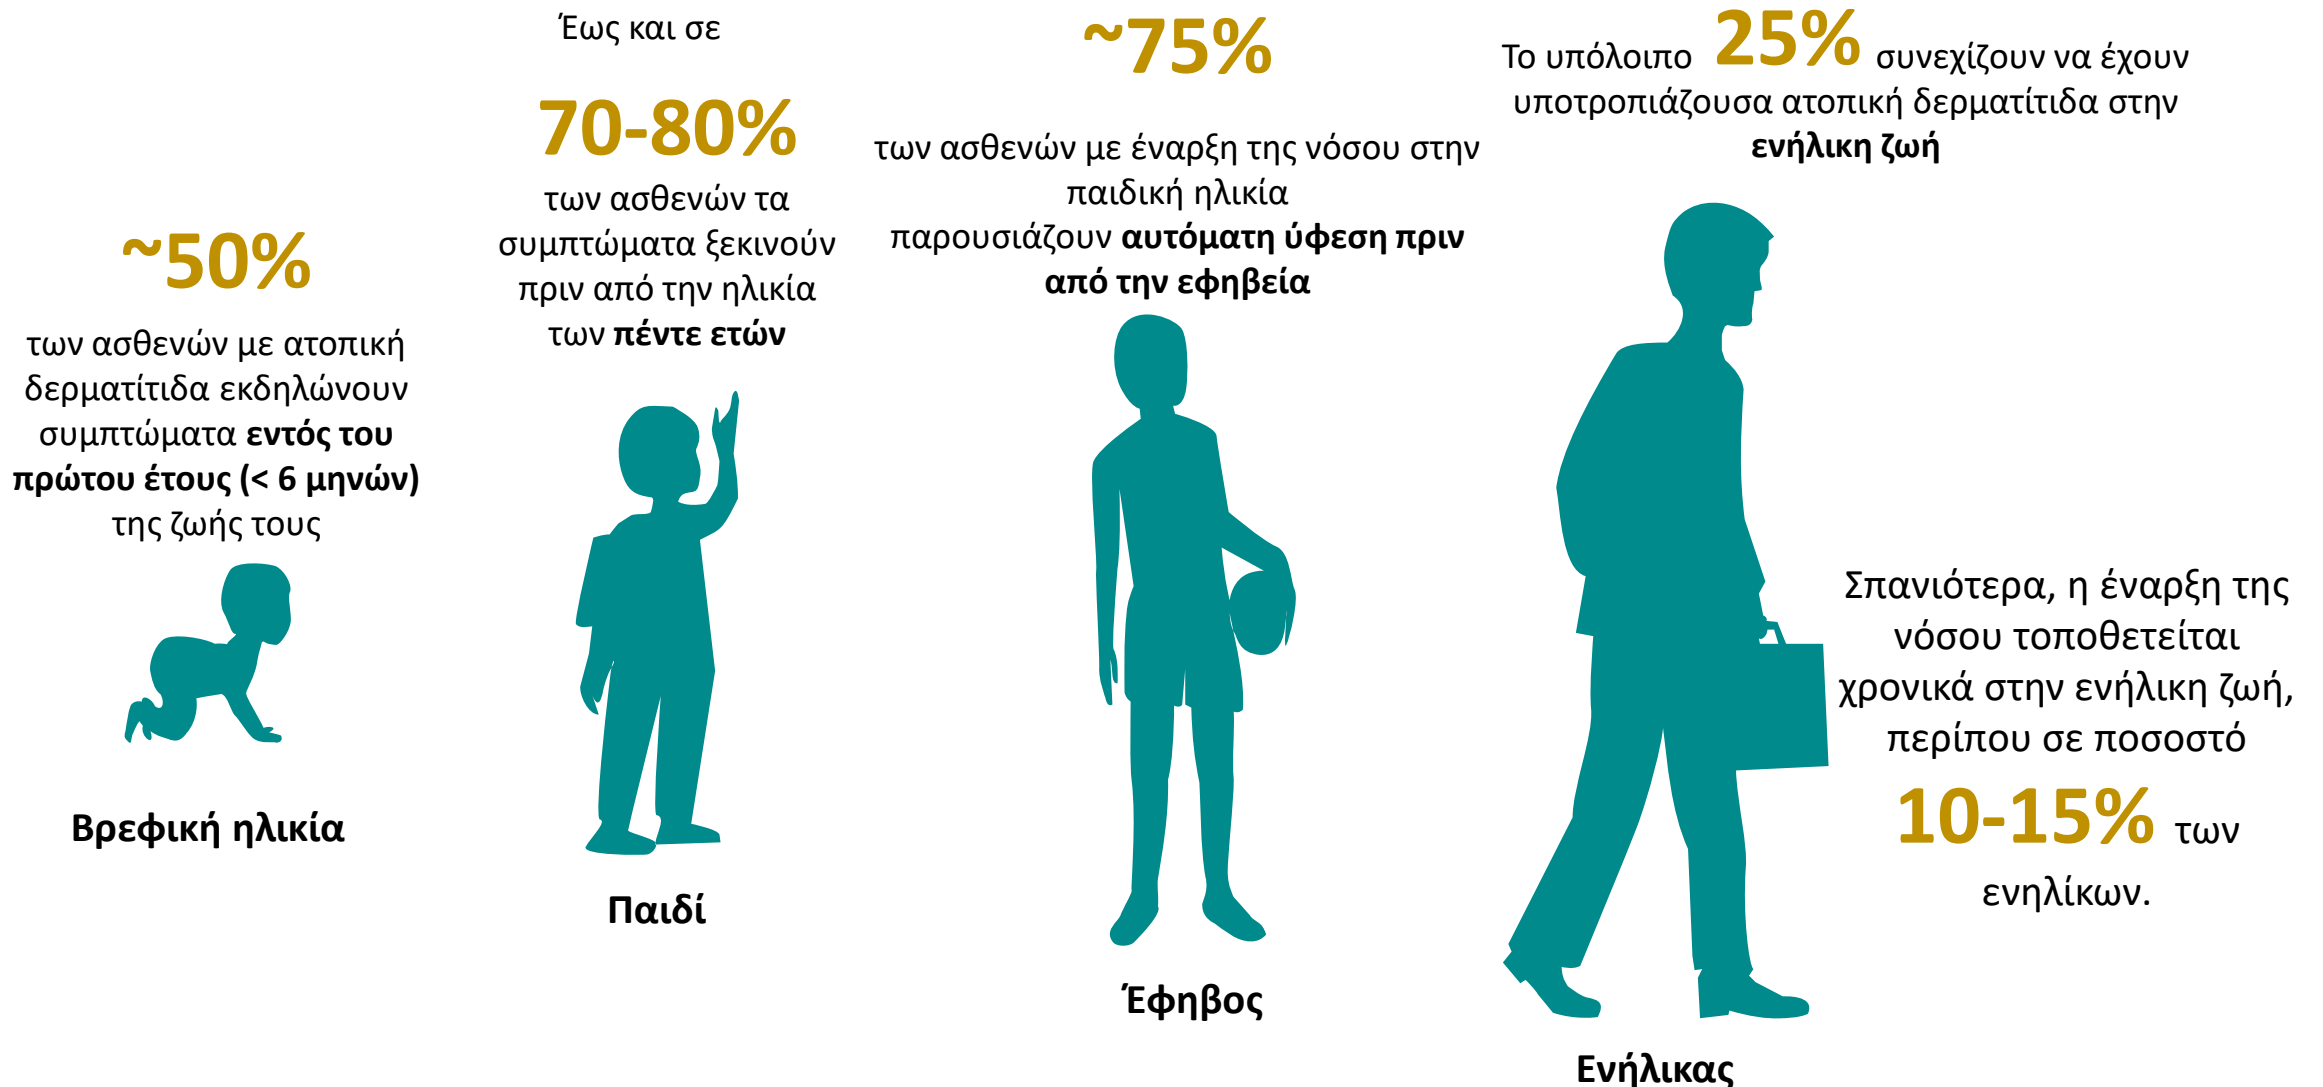 ~50%
των ασθενών με ατοπική
δερματίτιδα εκδηλώνουν
συμπτώματα εντός του
πρώτου έτους (< 6 μηνών)
της ζωής τους
Βρεφική ηλικία
Έως και σε
70-80%
των ασθενών τα
συμπτώματα ξεκινούν
πριν από την ηλικία
των πέντε ετών
Παιδί
~75%
των ασθενών με έναρξη της νόσου στην
παιδική ηλικία
παρουσιάζουν αυτόματη ύφεση πριν
από την εφηβεία
Έφηβος
Το υπόλοιπο 25% συνεχίζουν να έχουν
υποτροπιάζουσα ατοπική δερματίτιδα στην
ενήλικη ζωή
Σπανιότερα, η έναρξη της
νόσου τοποθετείται
χρονικά στην ενήλικη ζωή,
περίπου σε ποσοστό
10-15% των
ενηλίκων.
Ενήλικας